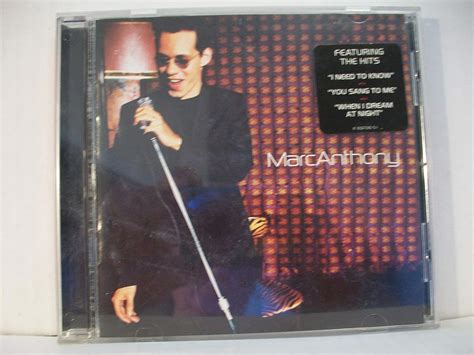 FEATURING
THE HITS
"I NEED TO KNOW"
"YOU SANG TO ME"
"WHEN I DREAM
AT NIGHT"
MarcAnthony